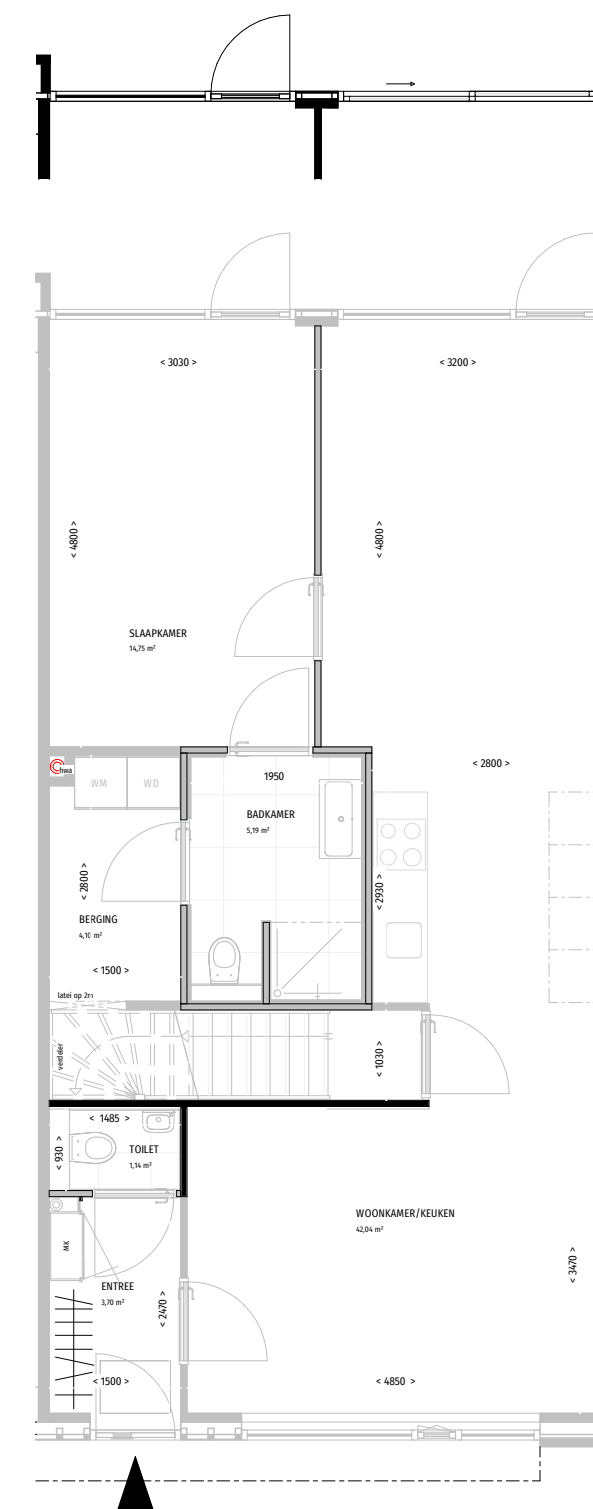 < 3030 >
< 3200 >
< 4800 >
< 4800 >
SLAAPKAMER
14,75 m²
hwa
WM
WD
1950
< 2800 >
BADKAMER
5,19 m²
< 2800 >
< 2930 >
BERGING
4,10 m²
< 1500 >
latei op 2m
verdeler
< 1030 >
< 1485 >
< 930 >
TOILET
1,14 m²
WOONKAMER/KEUKEN
42,04 m²
MK
< 3470 >
ENTREE
3,70 m²
< 2470 >
< 1500 >
< 4850 >